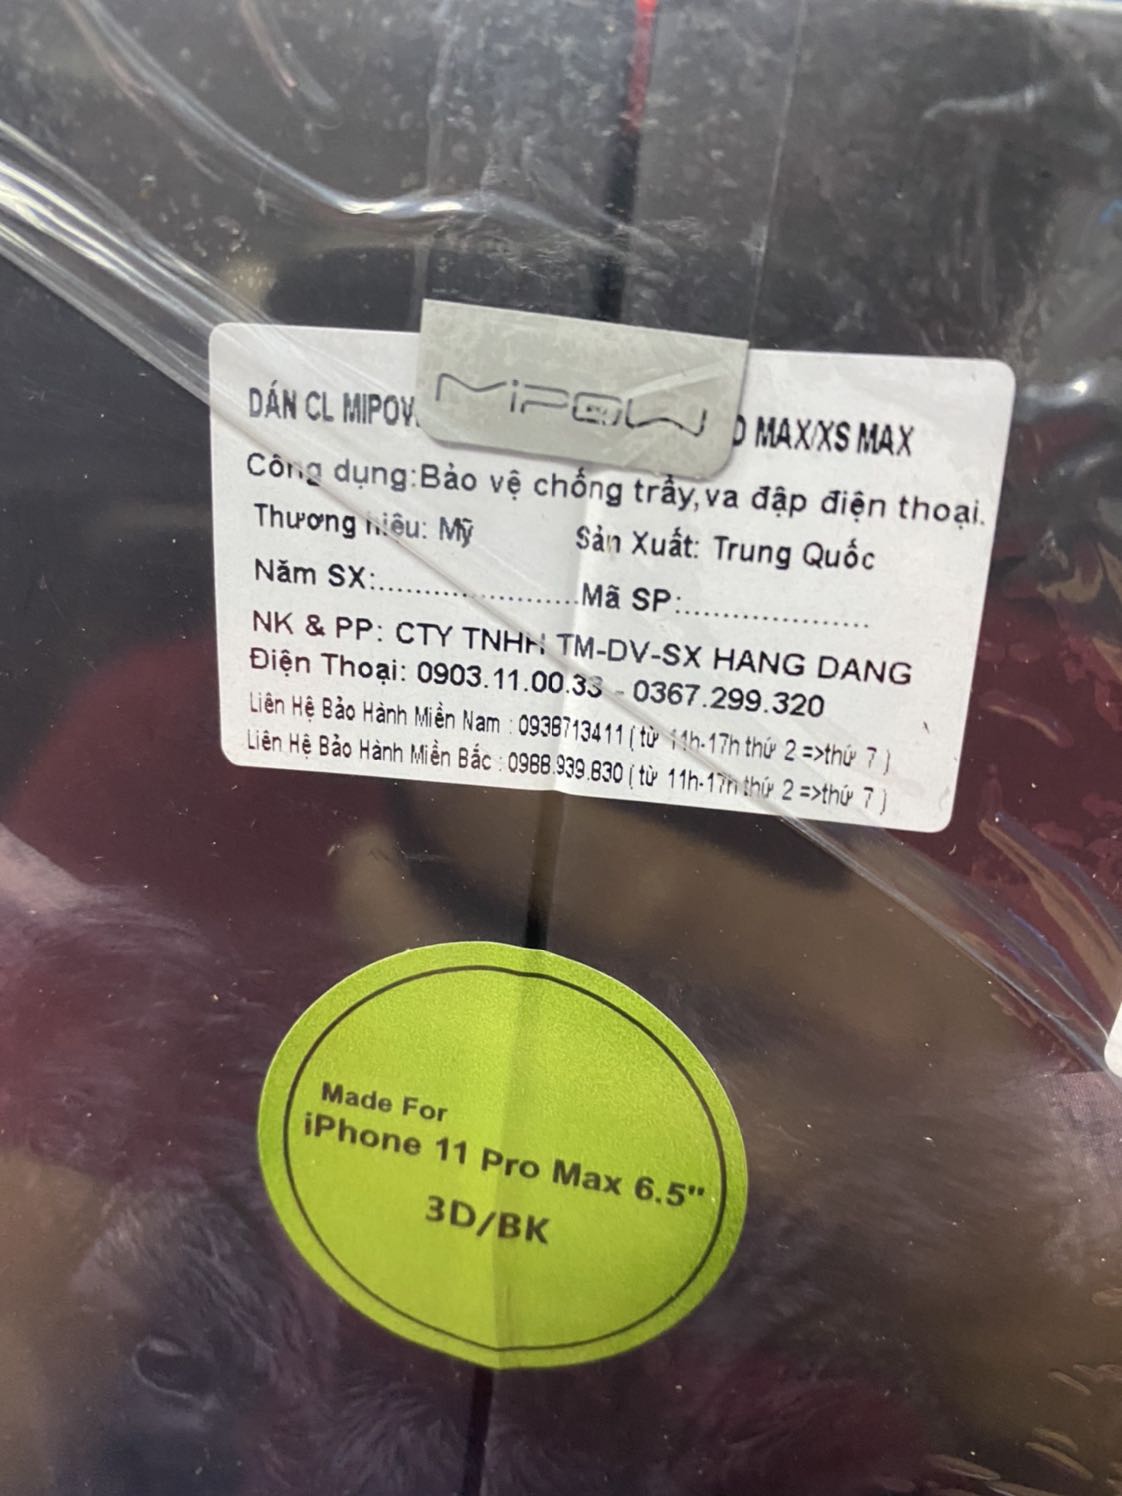 MiPOW
DÁN CL MIPOW MAX/XS MAX
Công dụng:Bảo vệ chống trầy,va đập điện thoại.
Thương hiệu: Mỹ Sản Xuất: Trung Quốc
Năm SX:...................... Mã SP:....................
NK & PP: CTY TNHH TM-DV-SX HANG DANG
Điện Thoại: 0903.11.00.33 - 0367.299.320
Liên Hệ Bảo Hành Miền Nam : 0938713411 ( từ 11h-17h thứ 2 =>thứ 7 )
Liên Hệ Bảo Hành Miền Bắc : 0988.939.830 ( từ 11h-17h thứ 2 =>thứ 7 )
Made For
iPhone 11 Pro Max 6.5"
3D/BK